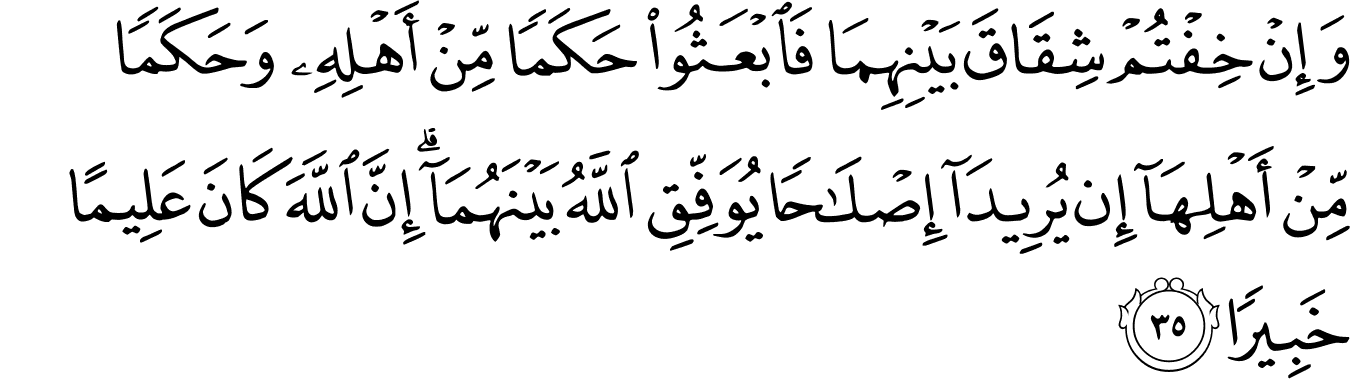 وَإِنْ خِفْتُمْ شِقَاقَ بَيْنِهِمَا فَٱبْعَثُوا۟ حَكَمًا مِّنْ أَهْلِهِۦ وَحَكَمًا
مِّنْ أَهْلِهَآ إِن يُرِيدَآ إِصْلَـٰحًا يُوَفِّقِ ٱللَّهُ بَيْنَهُمَآ ۗ إِنَّ ٱللَّهَ كَانَ عَلِيمًا
خَبِيرًا ٣٥